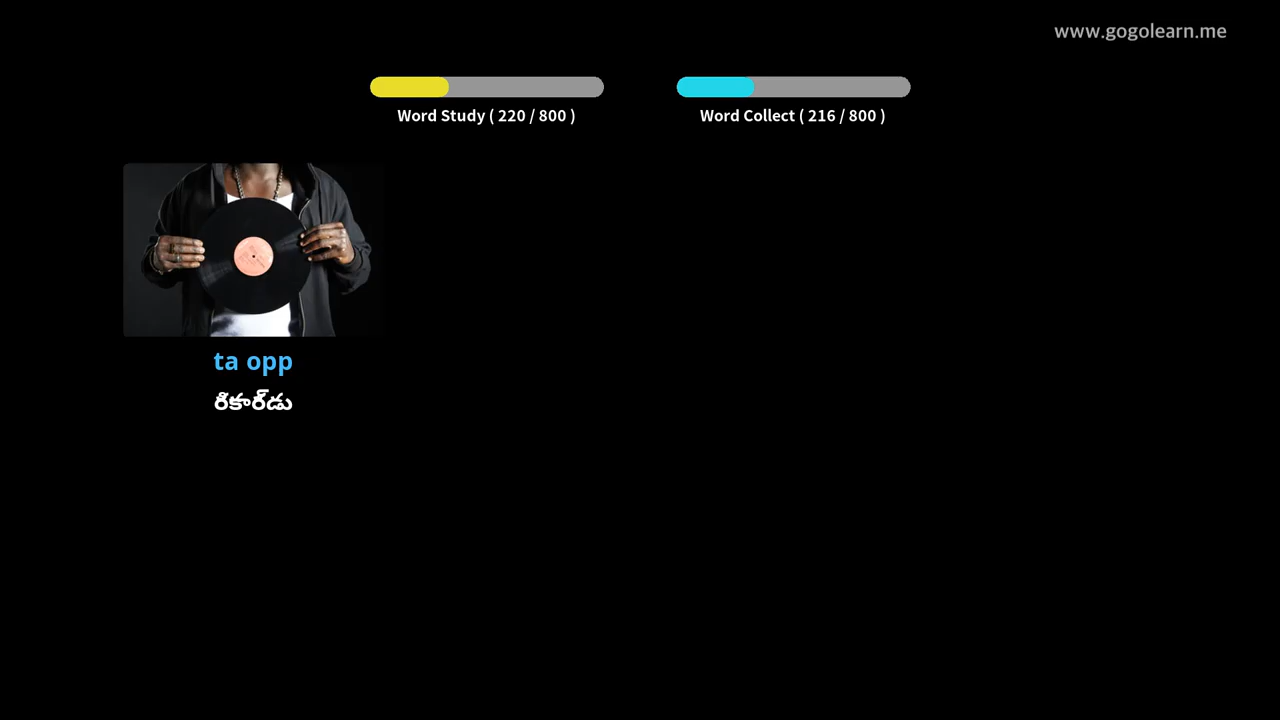 www.gogolearn.me
Word Study ( 220 / 800 )
Word Collect ( 216 / 800 )
ta opp
రికార్‌డు